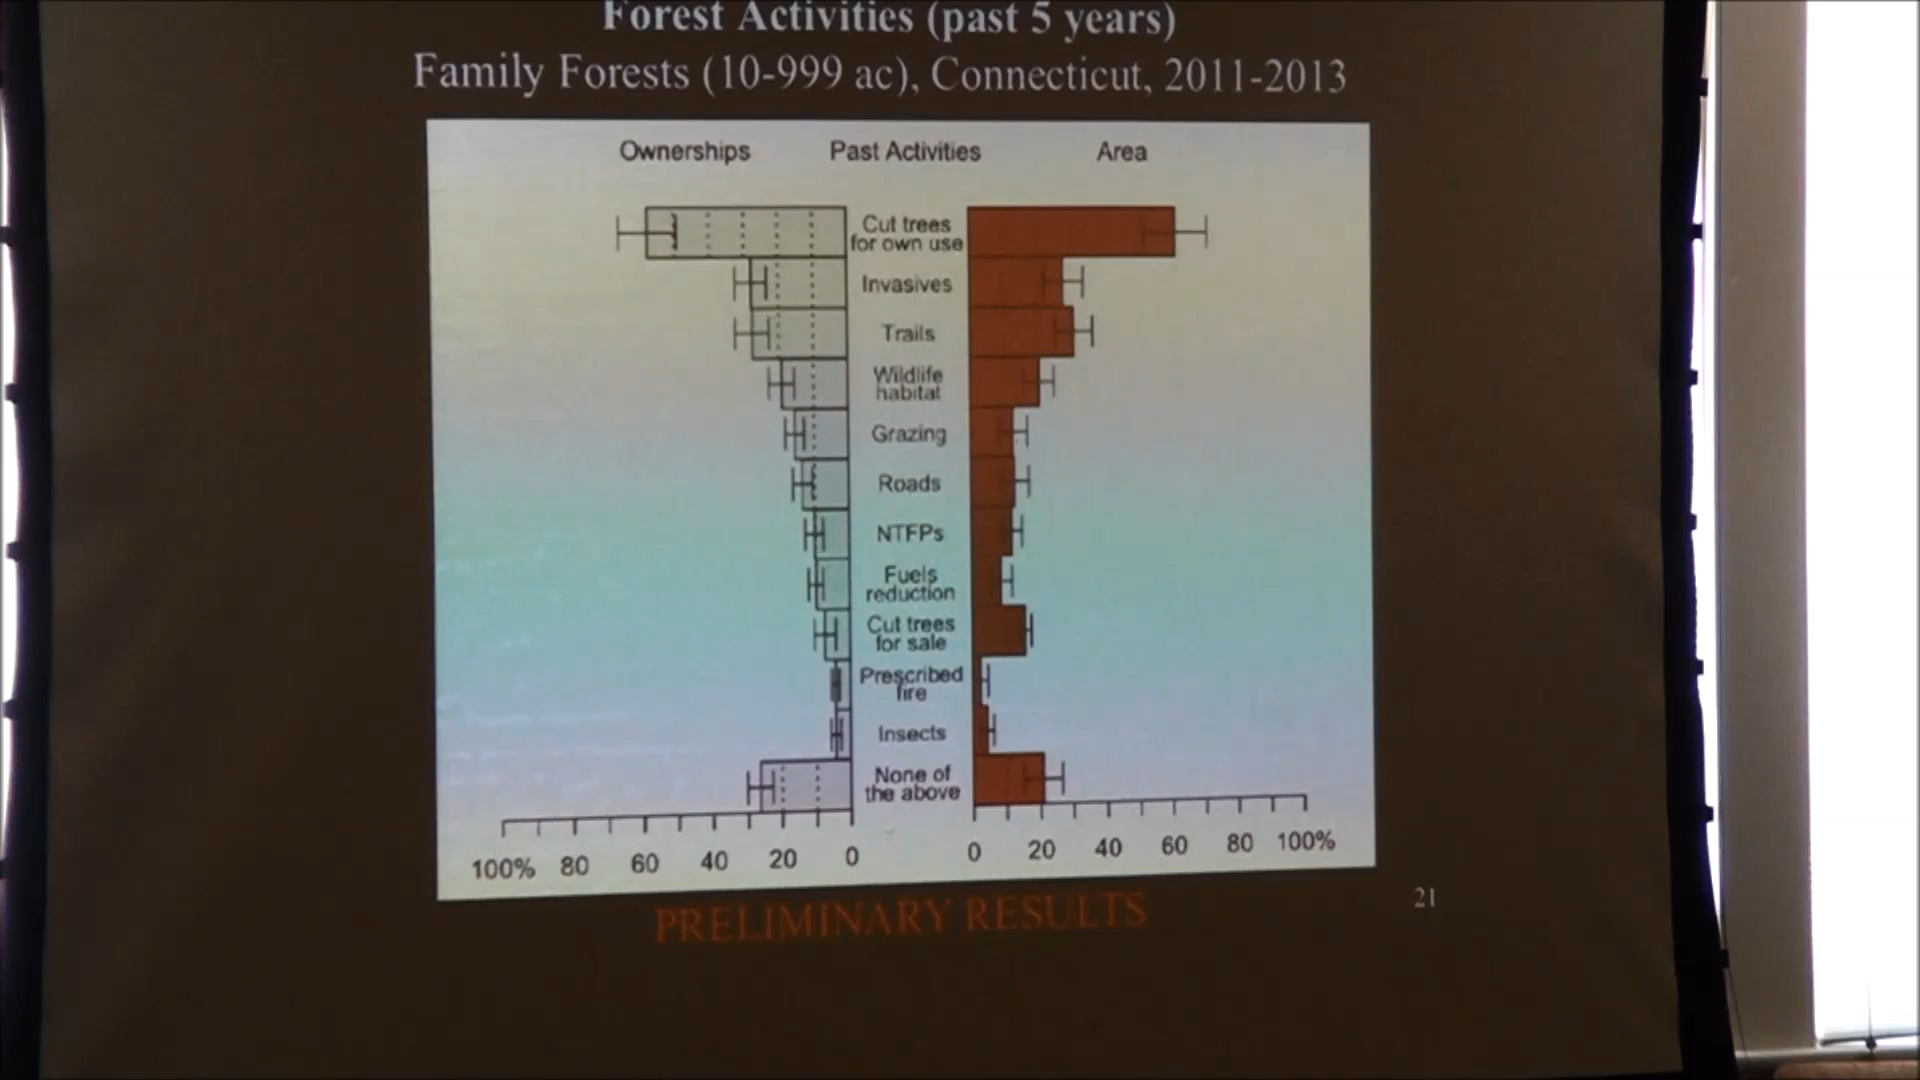 Forest Activities (past 5 years)
Family Forests (10-999 ac), Connecticut, 2011-2013
Ownerships Past Activities Area
Cut trees
for own use
Invasives
Trails
Wildlife
habitat
Grazing
Roads
NTFPs
Fuels
reduction
Cut trees
for sale
Prescribed
fire
Insects
None of
the above
100% 80 60 40 20 0 0 20 40 60 80 100%
PRELIMINARY RESULTS
21